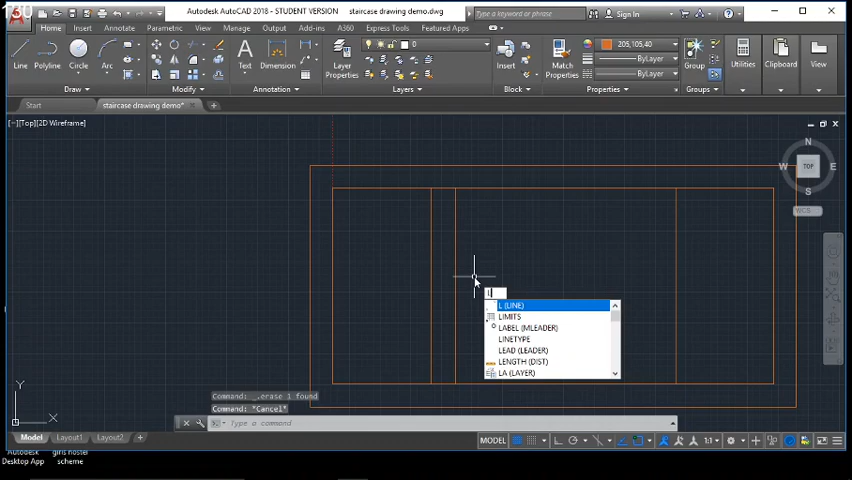 130
Autodesk AutoCAD 2018 - STUDENT VERSION staircase drawing demo.dwg
Type a keyword or phrase
Sign In
Home Insert Annotate Parametric View Manage Output Add-ins A360 Express Tools Featured Apps
0
205,105,40
ByLayer
ByLayer
Line Polyline Circle Arc
Text Dimension
Layer Properties
Insert
Match Properties
Group
Utilities Clipboard View
Draw Modify Annotation Layers Block Properties Groups
Start staircase drawing demo*
[−][Top][2D Wireframe]
N
W TOP E
S
WCS
L
L (LINE)
LIMITS
LABEL (MLEADER)
LINETYPE
LEAD (LEADER)
LENGTH (DIST)
LA (LAYER)
Y
X
Command: _.erase 1 found
Command: *Cancel*
Type a command
Model Layout1 Layout2
MODEL 1:1
Autodesk
Desktop App
girls hostel
scheme